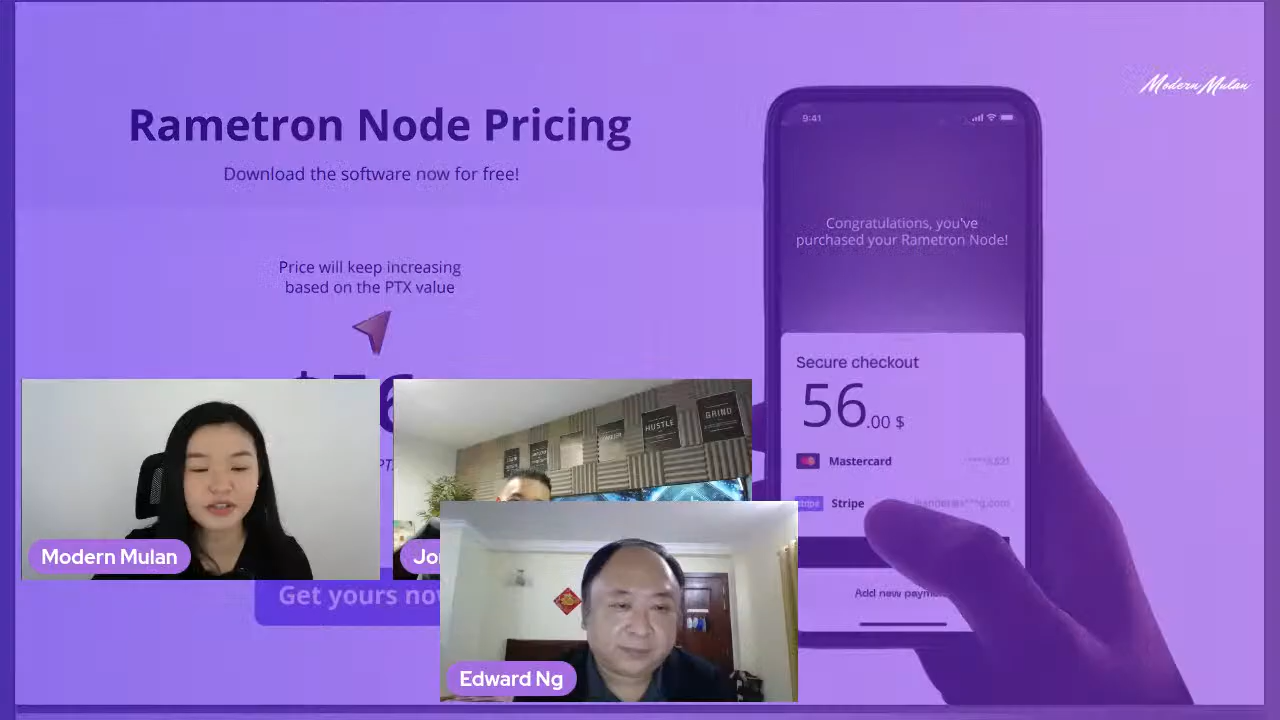 Modern Mulan
Rametron Node Pricing
Download the software now for free!
Price will keep increasing
based on the PTX value
Get yours
9:41
Congratulations, you've
purchased your Rametron Node!
Secure checkout
56.00 $
Mastercard
stripe Stripe
Add new
HUSTLE
GRIND
Modern Mulan
Edward Ng